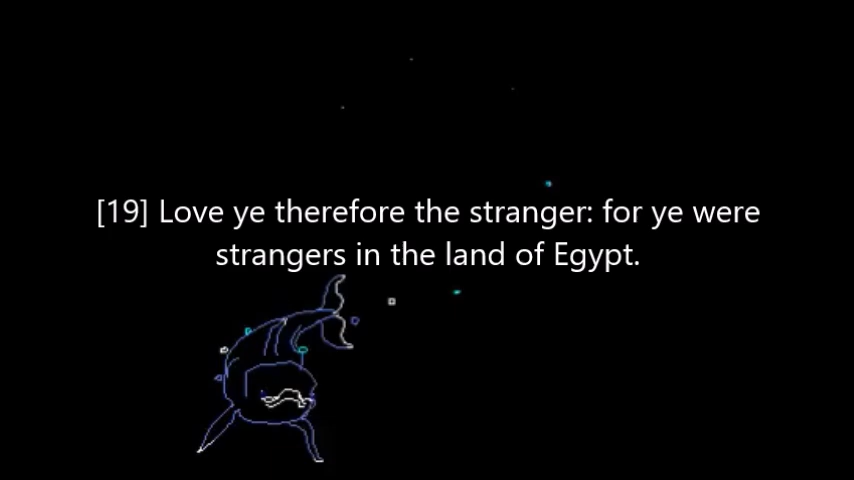 [19] Love ye therefore the stranger: for ye were
strangers in the land of Egypt.